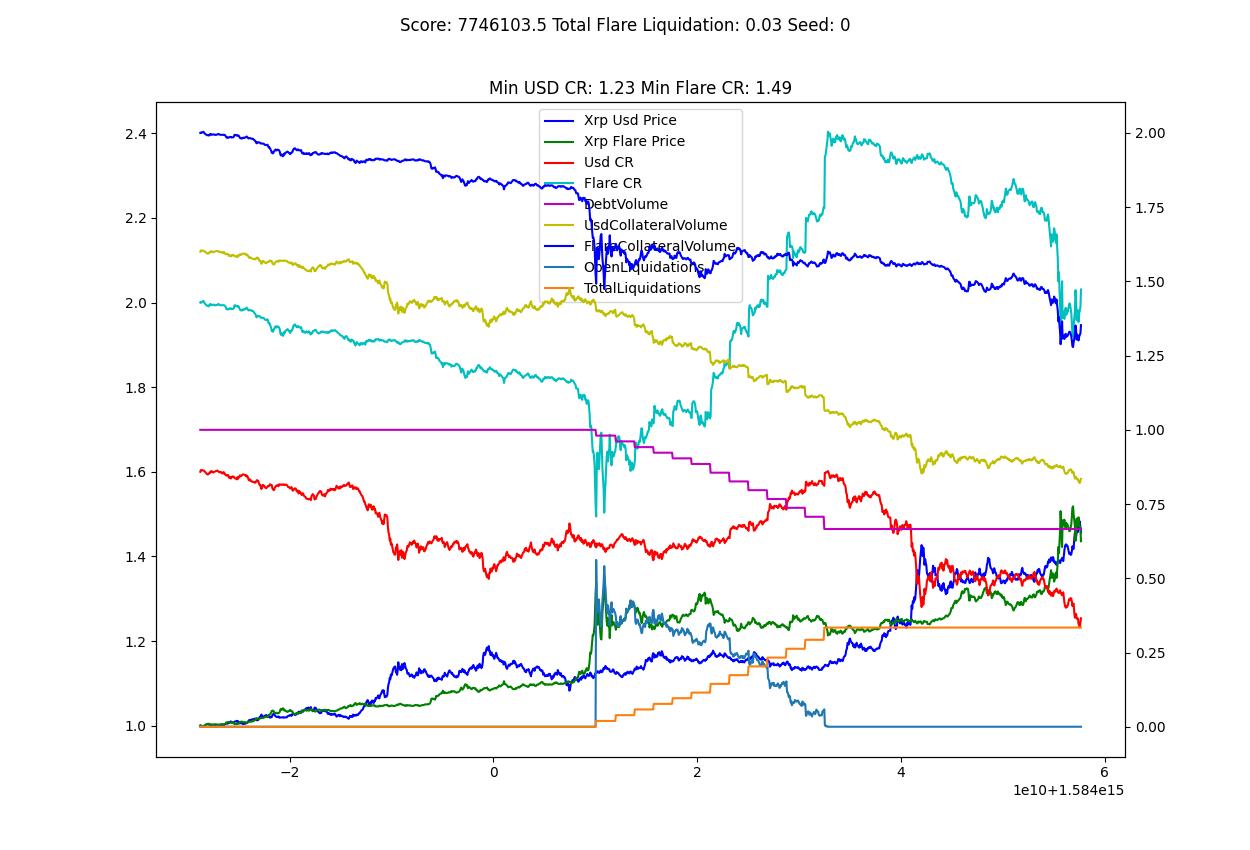 Score: 7746103.5 Total Flare Liquidation: 0.03 Seed: 0
Min USD CR: 1.23 Min Flare CR: 1.49
Xrp Usd Price
Xrp Flare Price
Usd CR
Flare CR
DebtVolume
UsdCollateralVolume
FlareCollateralVolume
OpenLiquidations
TotalLiquidations
2.4
2.2
2.0
1.8
1.6
1.4
1.2
1.0
2.00
1.75
1.50
1.25
1.00
0.75
0.50
0.25
0.00
−2 0 2 4 6
1e10+1.584e15